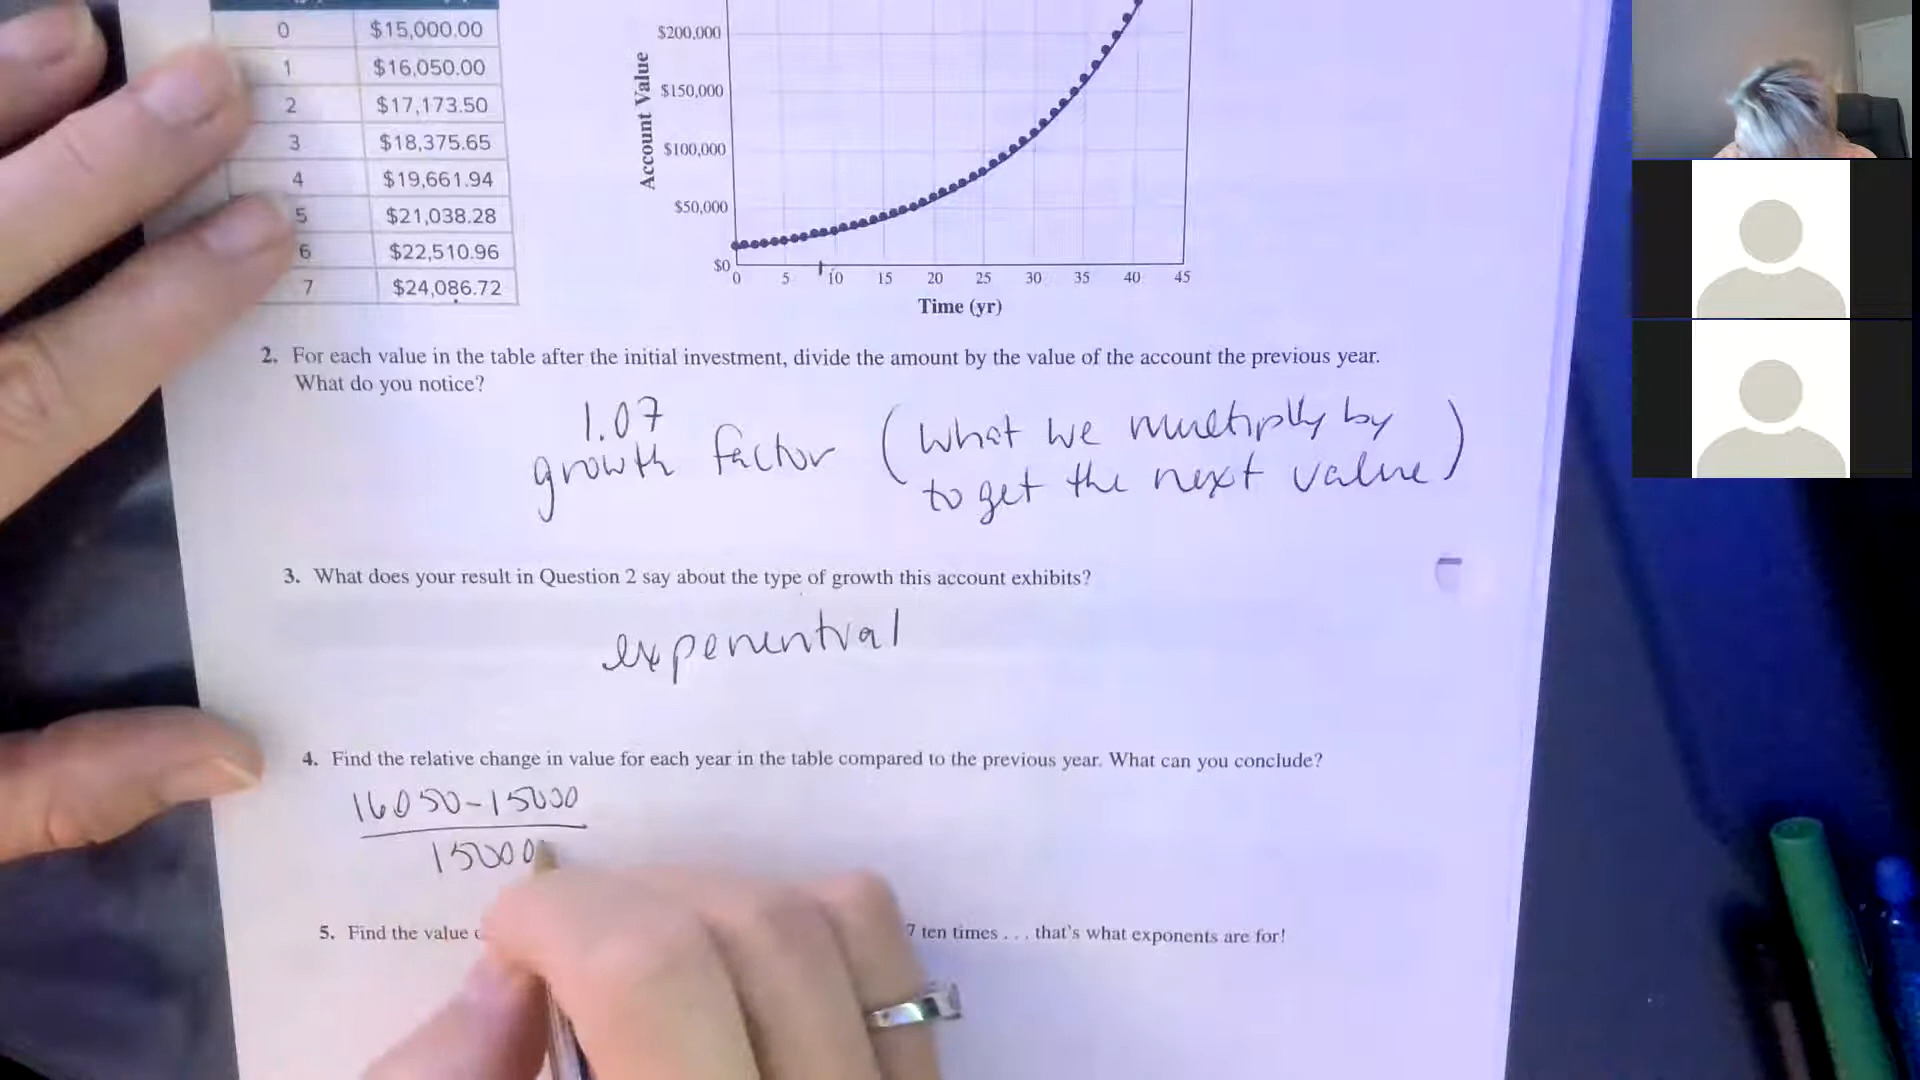 0 $15,000.00
1 $16,050.00
2 $17,173.50
3 $18,375.65
4 $19,661.94
5 $21,038.28
6 $22,510.96
7 $24,086.72
Account Value
$200,000
$150,000
$100,000
$50,000
$0
0 5 10 15 20 25 30 35 40 45
Time (yr)
2. For each value in the table after the initial investment, divide the amount by the value of the account the previous year.
What do you notice?
1.07
growth factor (what we multiply by
to get the next value)
3. What does your result in Question 2 say about the type of growth this account exhibits?
exponential
4. Find the relative change in value for each year in the table compared to the previous year. What can you conclude?
16050-15000
15000
5. Find the value 7 ten times . . . that's what exponents are for!